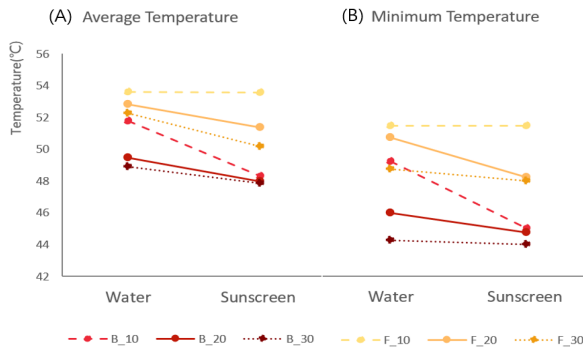 (A) Average Temperature
(B) Minimum Temperature
Temperature(℃)
56
54
52
50
48
46
44
42
Water Sunscreen Water Sunscreen
B_10 B_20 B_30 F_10 F_20 F_30